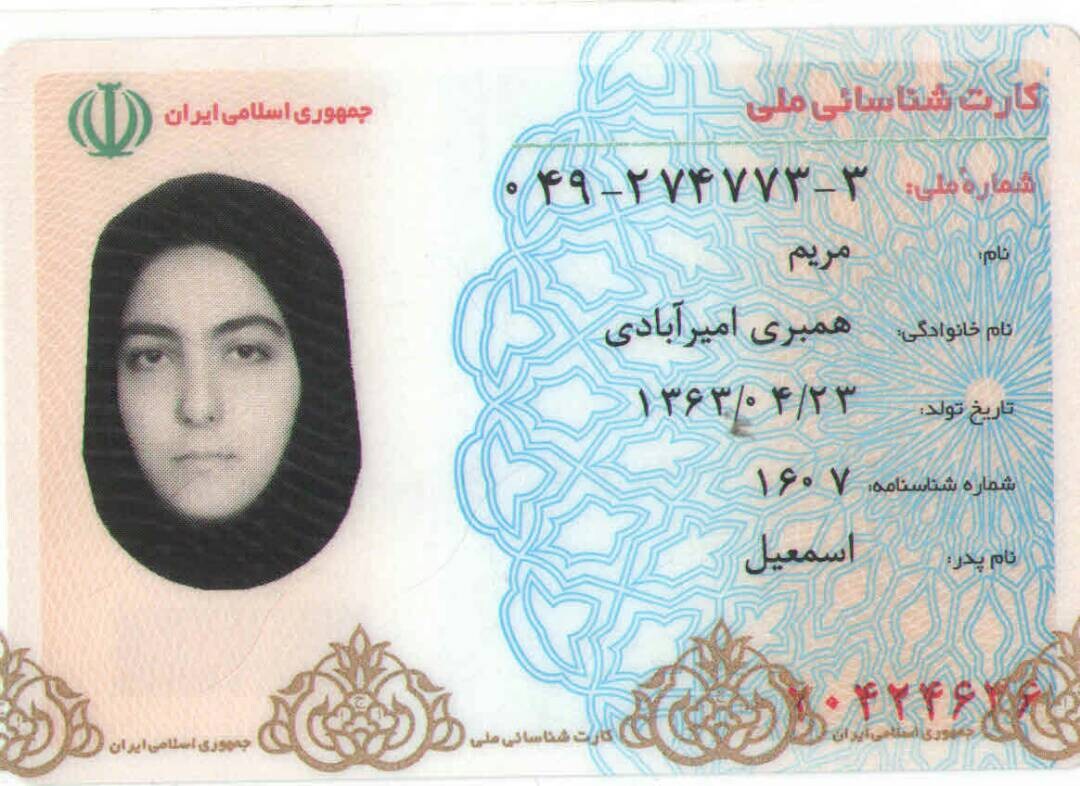 جمهوری اسلامی ایران
کارت شناسائی ملی
شماره ملی: ۰۴۹-۲۷۴۷۷۳-۳
نام: مریم
نام خانوادگی: همبری امیرآبادی
تاریخ تولد: ۱۳۶۳/۰۴/۲۳
شماره شناسنامه: ۱۶۰۷
نام پدر: اسمعیل
جمهوری اسلامی ایران کارت شناسائی ملی جمهوری اسلامی ایران